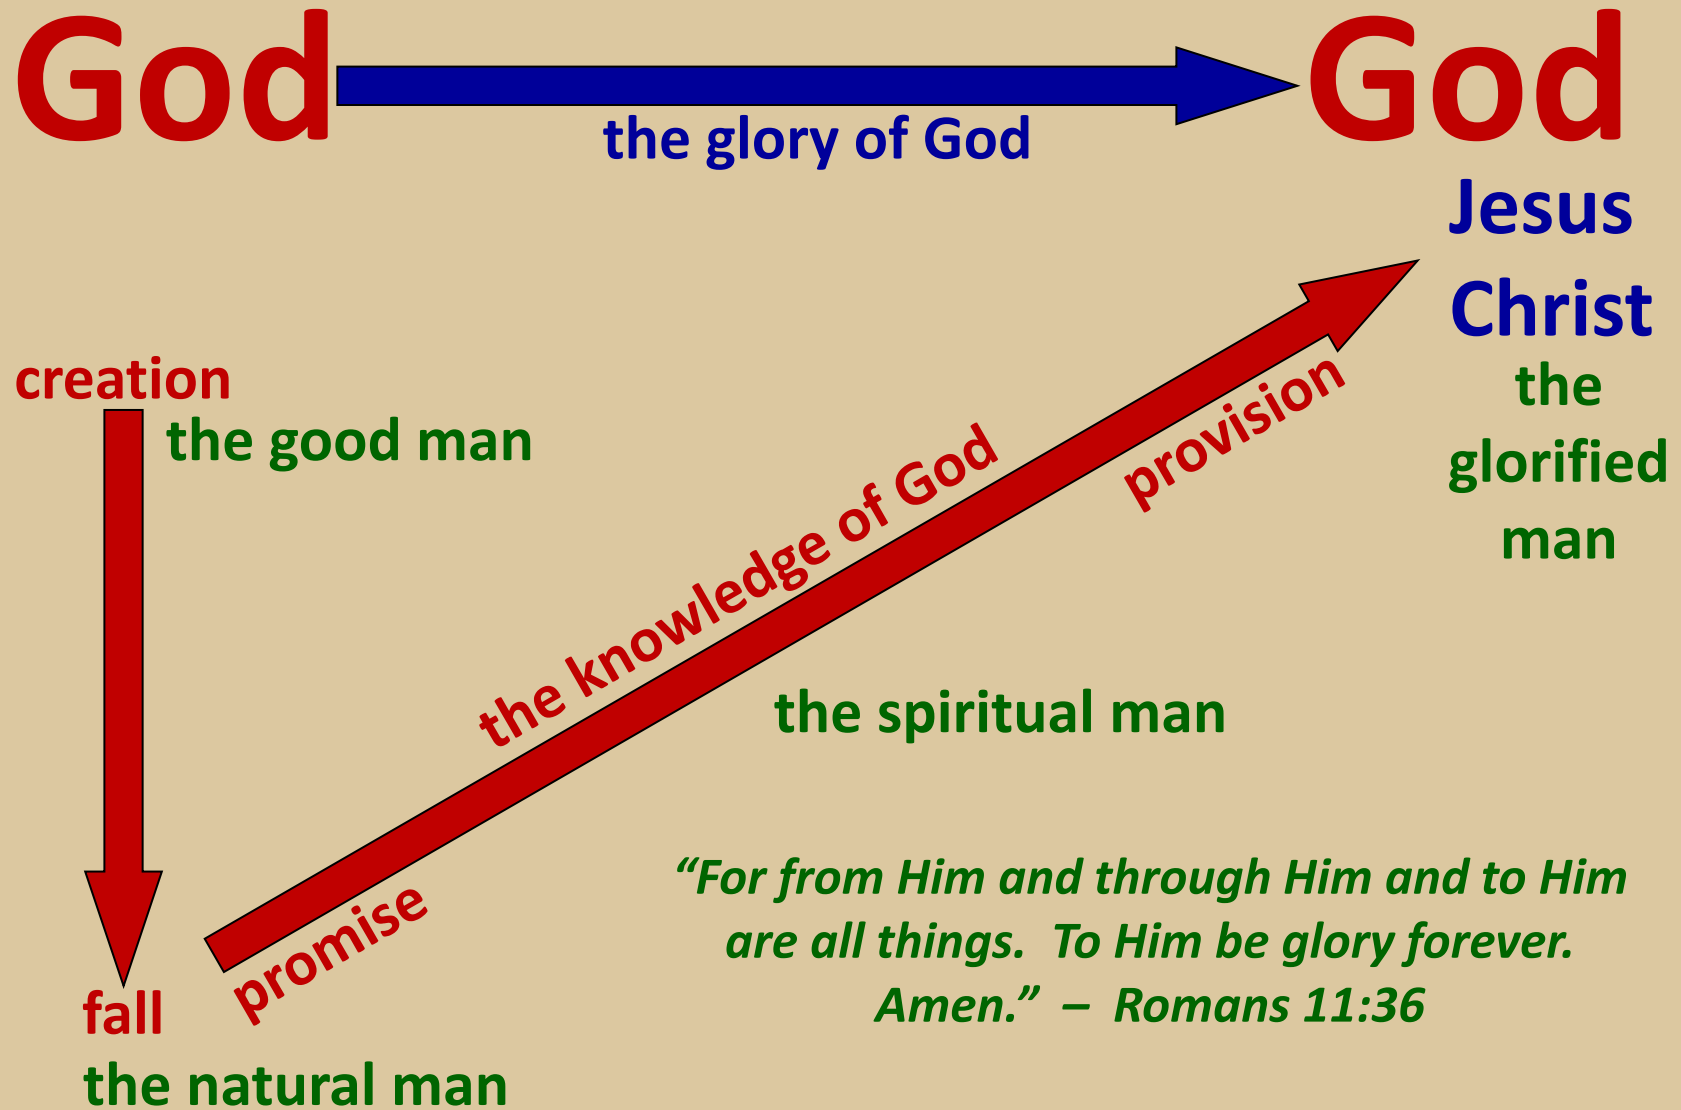 God
God
the glory of God
Jesus
Christ
the
glorified
man
creation
the good man
the knowledge of God
provision
the spiritual man
promise
“For from Him and through Him and to Him
are all things.  To Him be glory forever.
Amen.”  –  Romans 11:36
fall
the natural man